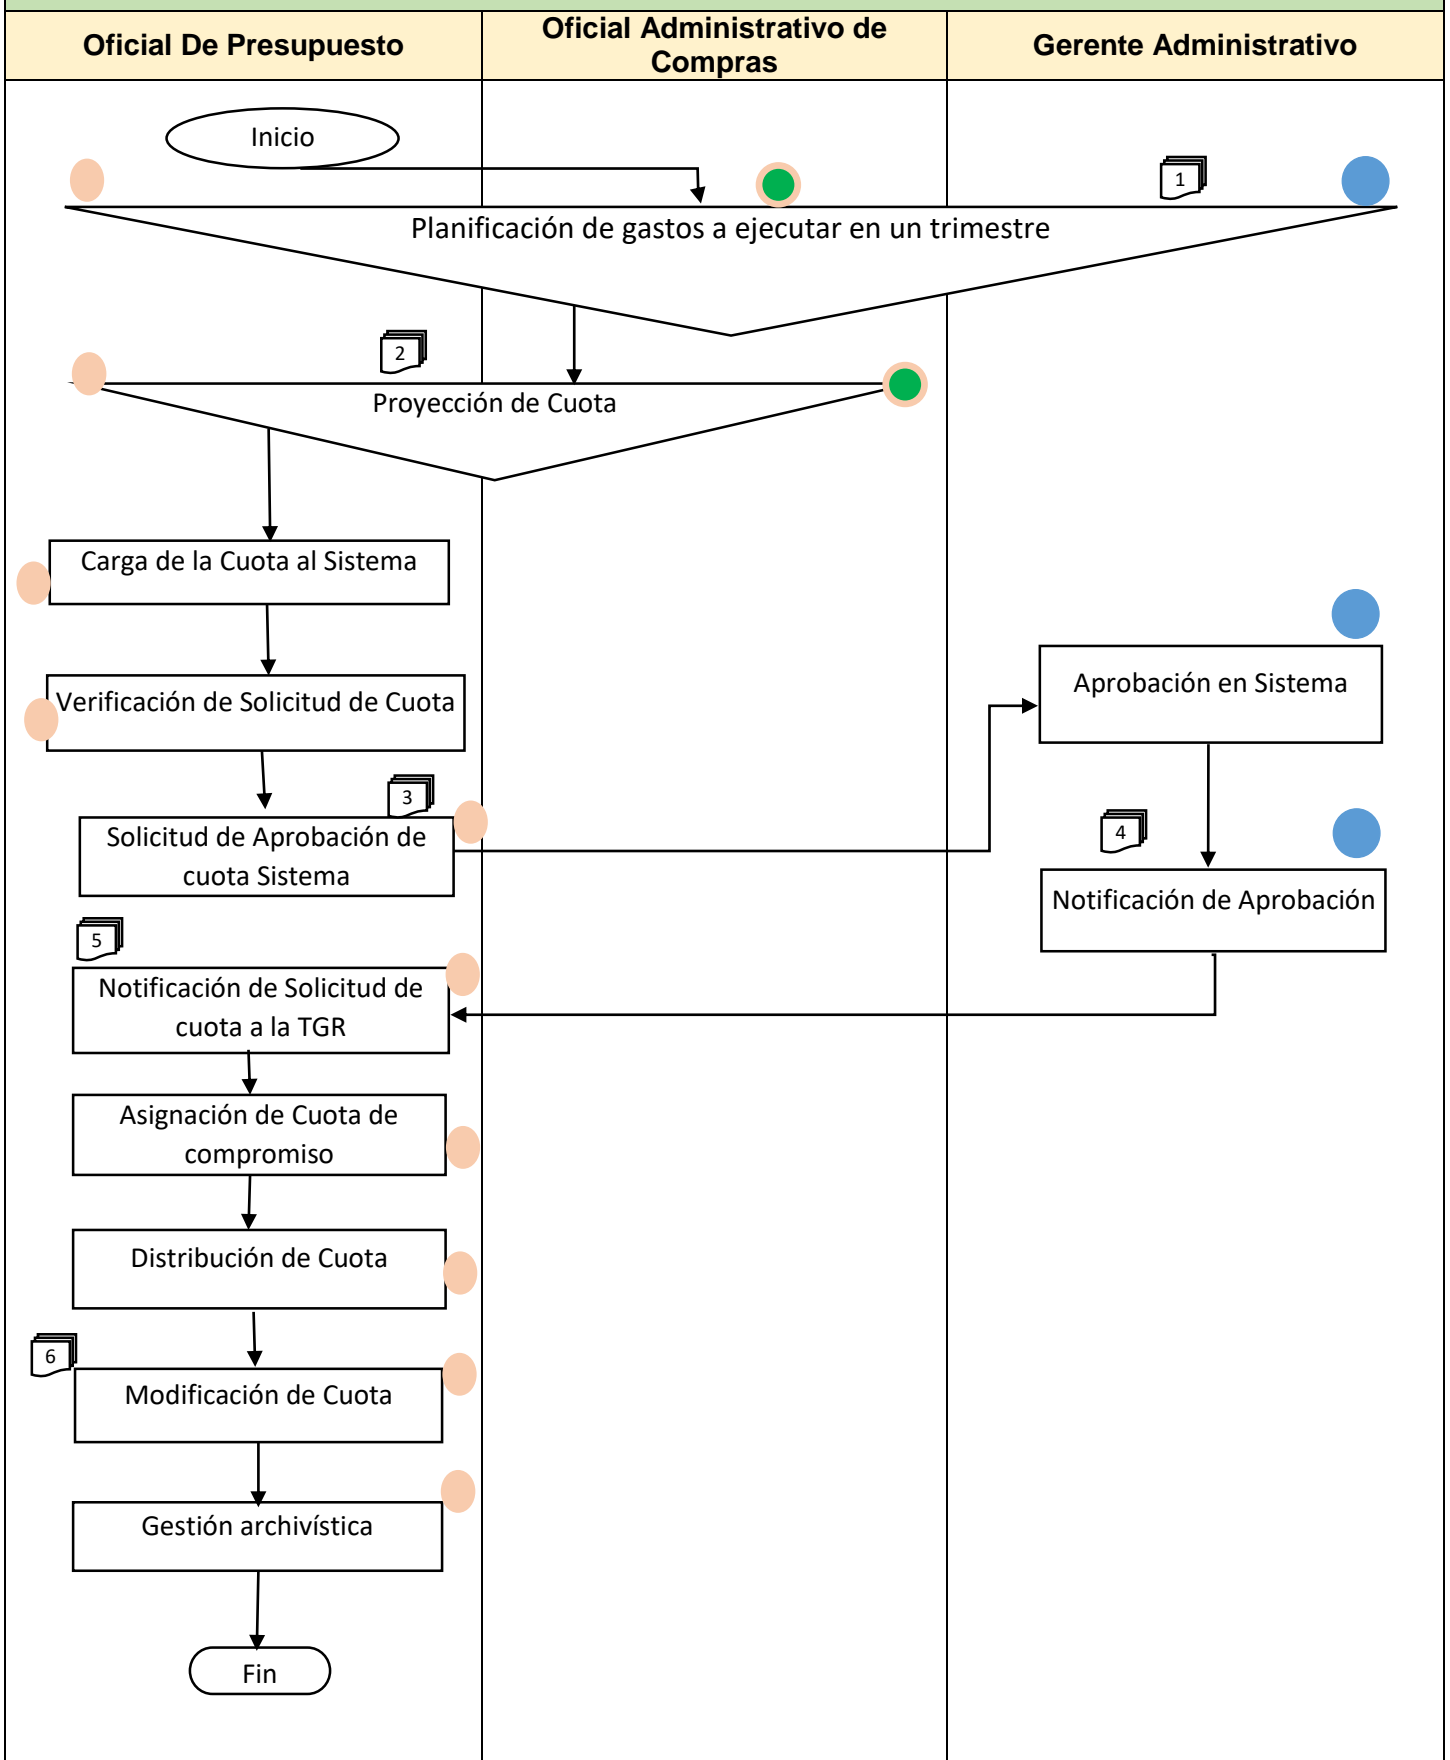 Oficial De Presupuesto
Oficial Administrativo de
Compras
Gerente Administrativo
Inicio
1
Planificación de gastos a ejecutar en un trimestre
2
Proyección de Cuota
Carga de la Cuota al Sistema
Verificación de Solicitud de Cuota
Aprobación en Sistema
3
Solicitud de Aprobación de
cuota Sistema
4
Notificación de Aprobación
5
Notificación de Solicitud de
cuota a la TGR
Asignación de Cuota de
compromiso
Distribución de Cuota
6
Modificación de Cuota
Gestión archivística
Fin